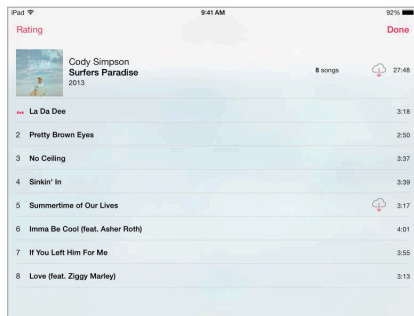 iPad 9:41 AM 92%
Rating Done
Cody Simpson
Surfers Paradise
2013
8 songs 27:48
La Da Dee 3:18
2 Pretty Brown Eyes 2:50
3 No Ceiling 3:37
4 Sinkin' In 3:39
5 Summertime of Our Lives 3:17
6 Imma Be Cool (feat. Asher Roth) 4:01
7 If You Left Him For Me 3:55
8 Love (feat. Ziggy Marley) 3:13